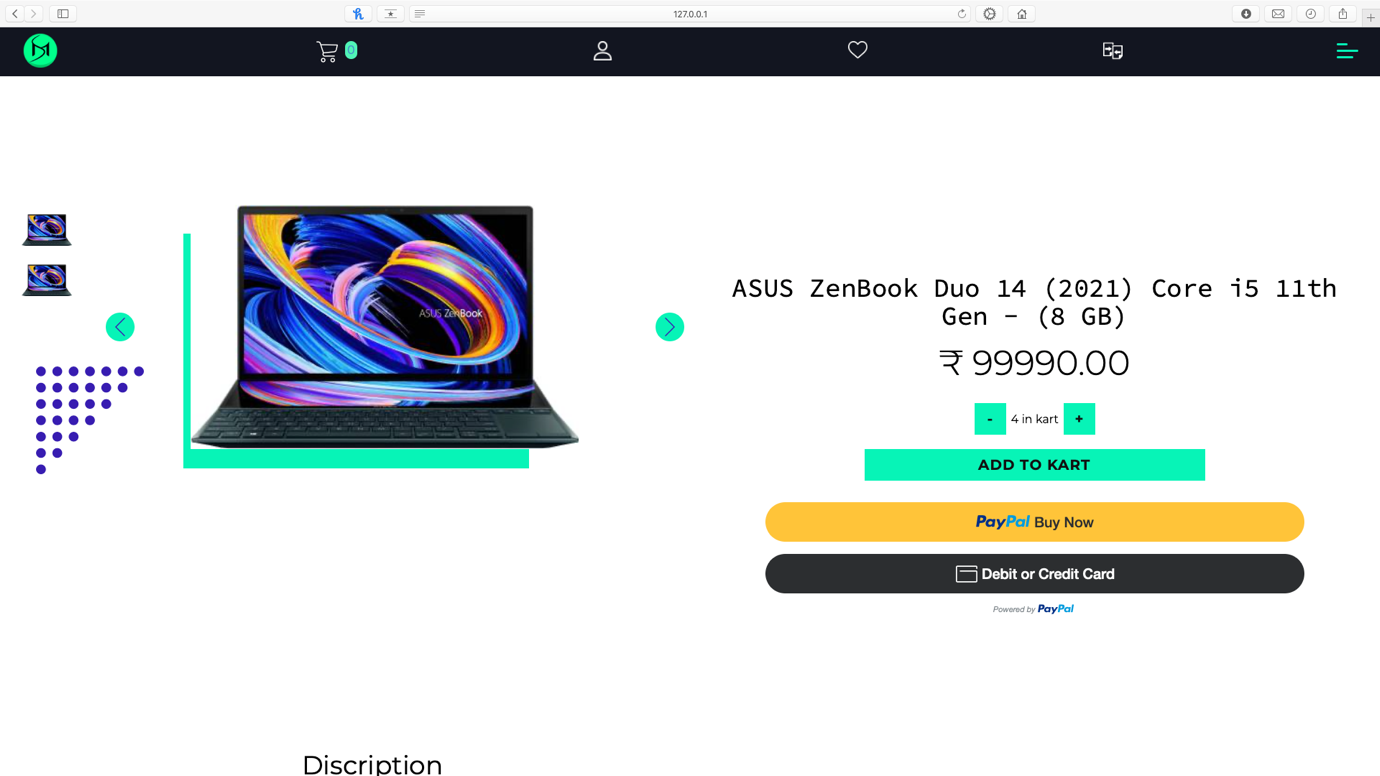 127.0.0.1
0
ASUS ZenBook
ASUS ZenBook Duo 14 (2021) Core i5 11th
Gen - (8 GB)
₹ 99990.00
- 4 in kart +
ADD TO KART
PayPal Buy Now
Debit or Credit Card
Powered by PayPal
Discription